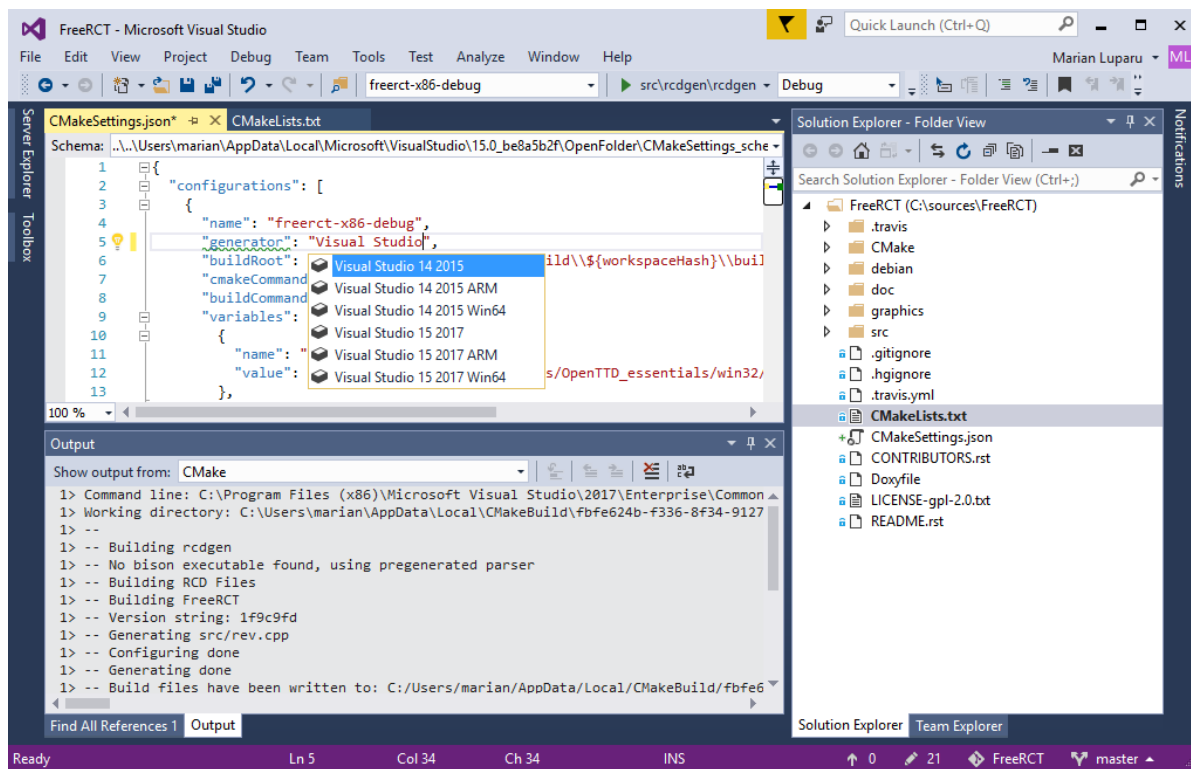 FreeRCT - Microsoft Visual Studio
Quick Launch (Ctrl+Q)
File Edit View Project Debug Team Tools Test Analyze Window Help
Marian Luparu ML
freerct-x86-debug
src\rcdgen\rcdgen
Debug
Server Explorer
Toolbox
CMakeSettings.json*
CMakeLists.txt
Schema: ..\..\Users\marian\AppData\Local\Microsoft\VisualStudio\15.0_be8a5b2f\OpenFolder\CMakeSettings_sche
1 {
2 "configurations": [
3 {
4 "name": "freerct-x86-debug",
5 "generator": "Visual Studio",
6 "buildRoot": ild\\${workspaceHash}\\buil
7 "cmakeCommand
8 "buildCommand
9 "variables":
10 {
11 "name": "
12 "value": s/OpenTTD_essentials/win32/
13 },
Visual Studio 14 2015
Visual Studio 14 2015 ARM
Visual Studio 14 2015 Win64
Visual Studio 15 2017
Visual Studio 15 2017 ARM
Visual Studio 15 2017 Win64
100 %
Output
Show output from: CMake
1> Command line: C:\Program Files (x86)\Microsoft Visual Studio\2017\Enterprise\Common
1> Working directory: C:\Users\marian\AppData\Local\CMakeBuild\fbfe624b-f336-8f34-9127
1> --
1> -- Building rcdgen
1> -- No bison executable found, using pregenerated parser
1> -- Building RCD Files
1> -- Building FreeRCT
1> -- Version string: 1f9c9fd
1> -- Generating src/rev.cpp
1> -- Configuring done
1> -- Generating done
1> -- Build files have been written to: C:/Users/marian/AppData/Local/CMakeBuild/fbfe6
Find All References 1
Output
Solution Explorer - Folder View
Search Solution Explorer - Folder View (Ctrl+;)
FreeRCT (C:\sources\FreeRCT)
.travis
CMake
debian
doc
graphics
src
.gitignore
.hgignore
.travis.yml
CMakeLists.txt
CMakeSettings.json
CONTRIBUTORS.rst
Doxyfile
LICENSE-gpl-2.0.txt
README.rst
Solution Explorer
Team Explorer
Notifications
Ready
Ln 5
Col 34
Ch 34
INS
0
21
FreeRCT
master